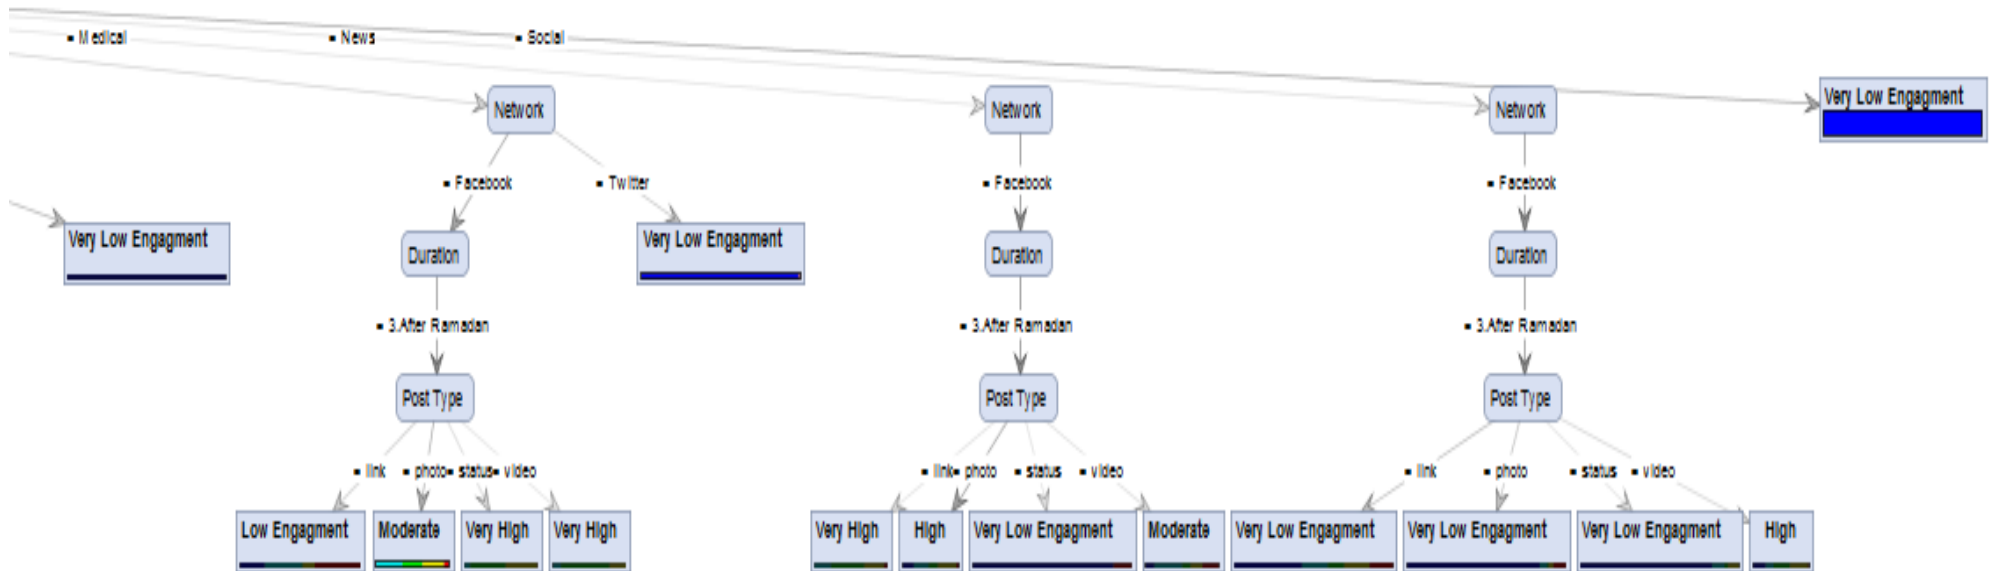 ▪ Medical
▪ News
▪ Social
Network
Network
Network
Very Low Engagment
▪ Facebook
▪ Twitter
▪ Facebook
▪ Facebook
Very Low Engagment
Duration
Very Low Engagment
Duration
Duration
▪ 3.After Ramadan
▪ 3.After Ramadan
▪ 3.After Ramadan
Post Type
Post Type
Post Type
▪ link
▪ photo
▪ status
▪ video
▪ link
▪ photo
▪ status
▪ video
▪ link
▪ photo
▪ status
▪ video
Low Engagment
Moderate
Very High
Very High
Very High
High
Very Low Engagment
Moderate
Very Low Engagment
Very Low Engagment
Very Low Engagment
High